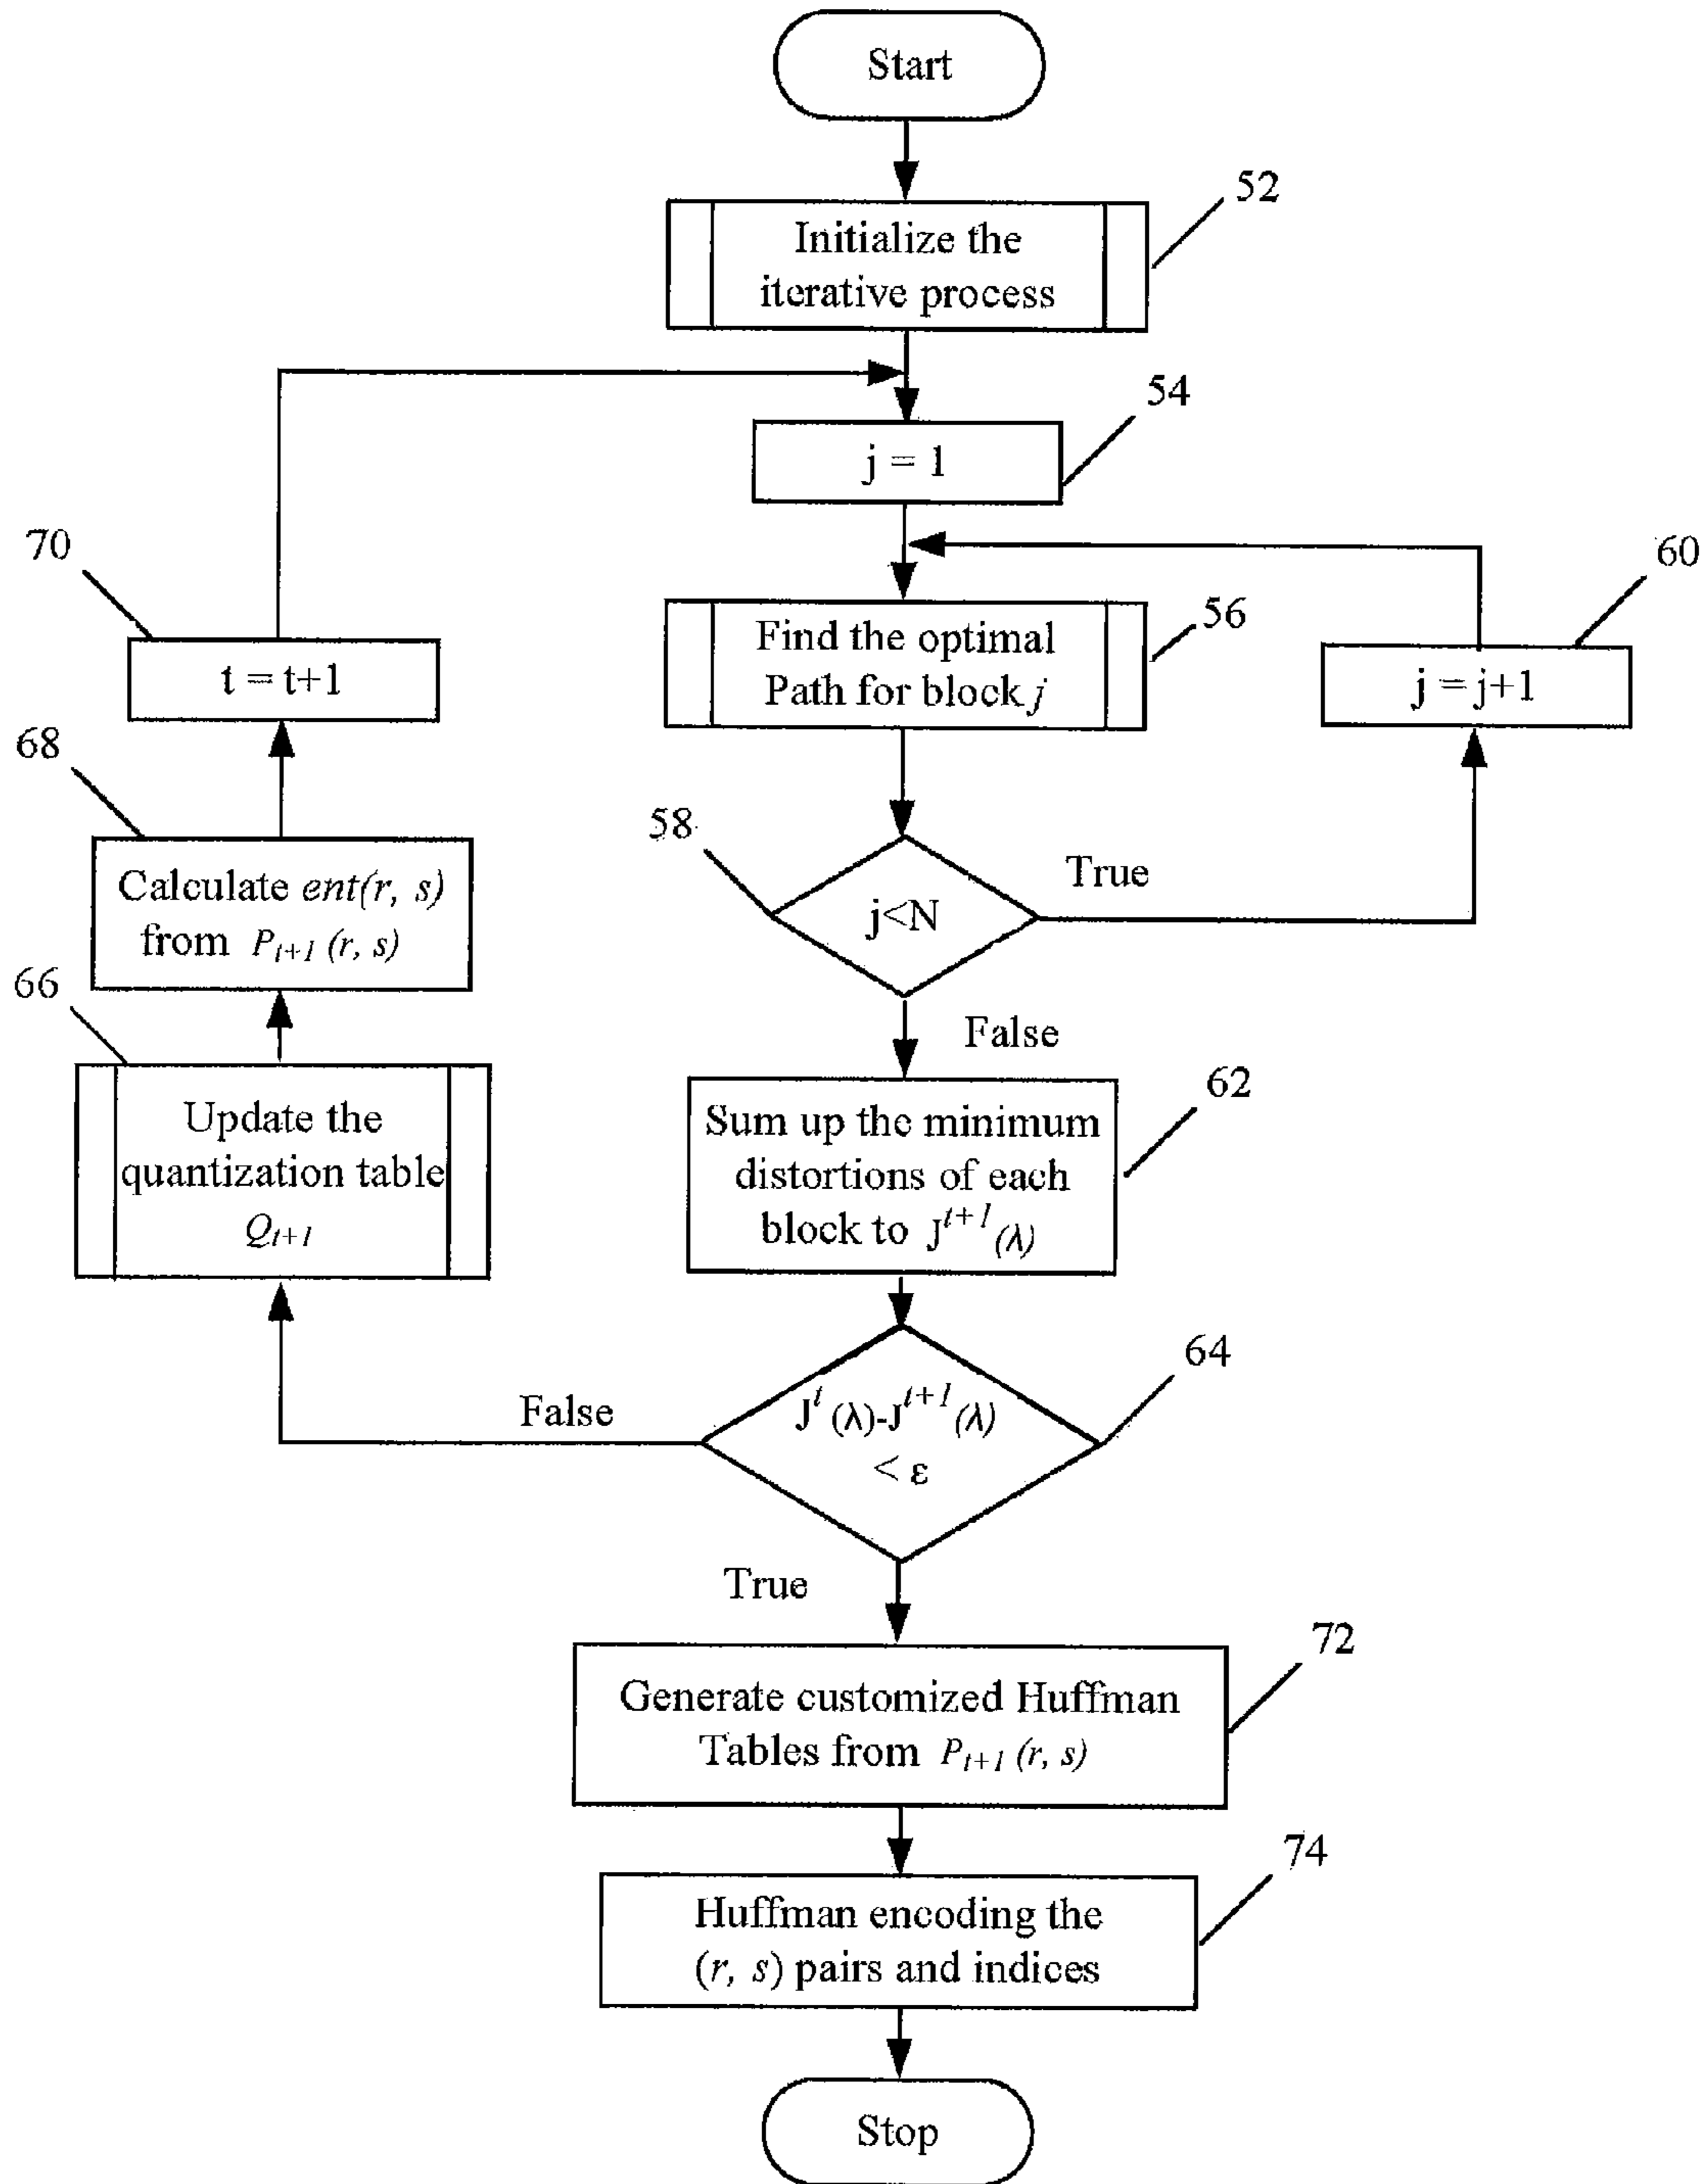 Start
52
Initialize the
iterative process
54
j = 1
70
60
56
Find the optimal
Path for block j
t = t+1
j = j+1
68
58
True
Calculate ent(r, s)
from P_{t+1} (r, s)
j<N
66
False
62
Update the
quantization table
Q_{t+1}
Sum up the minimum
distortions of each
block to J^{t+1}(λ)
64
False
J^t (λ)-J^{t+1}(λ)
< ε
True
72
Generate customized Huffman
Tables from P_{t+1} (r, s)
74
Huffman encoding the
(r, s) pairs and indices
Stop